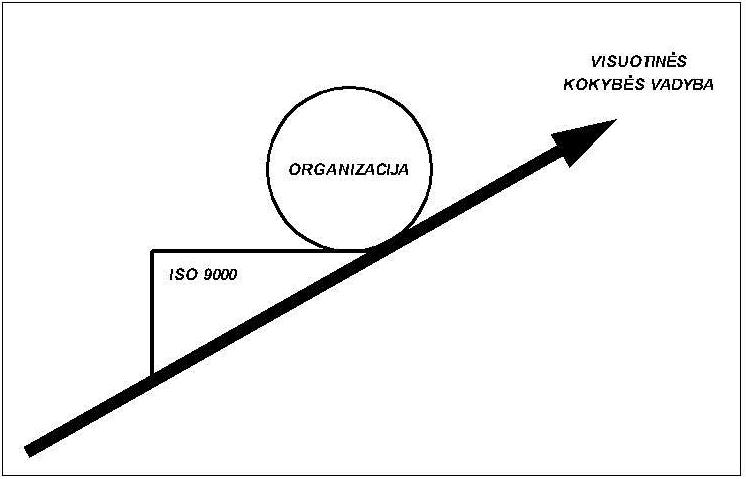 VISUOTINĖS
KOKYBĖS VADYBA
ORGANIZACIJA
ISO 9000